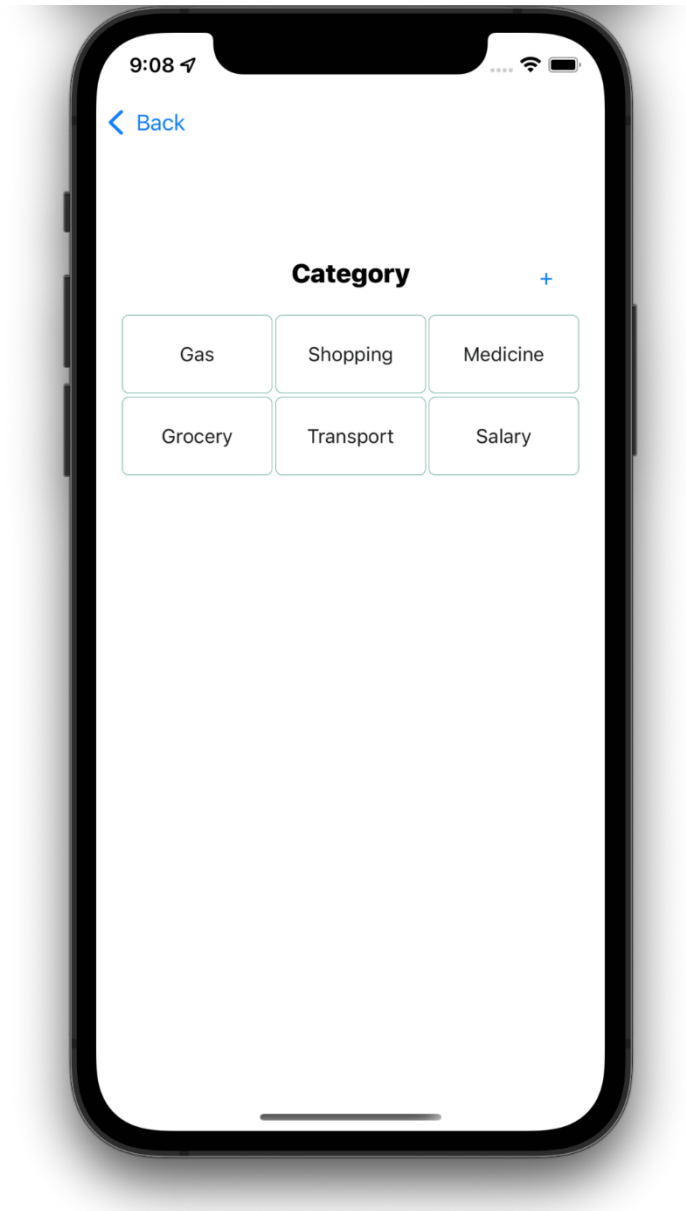 9:08
Back
Category +
Gas Shopping Medicine
Grocery Transport Salary